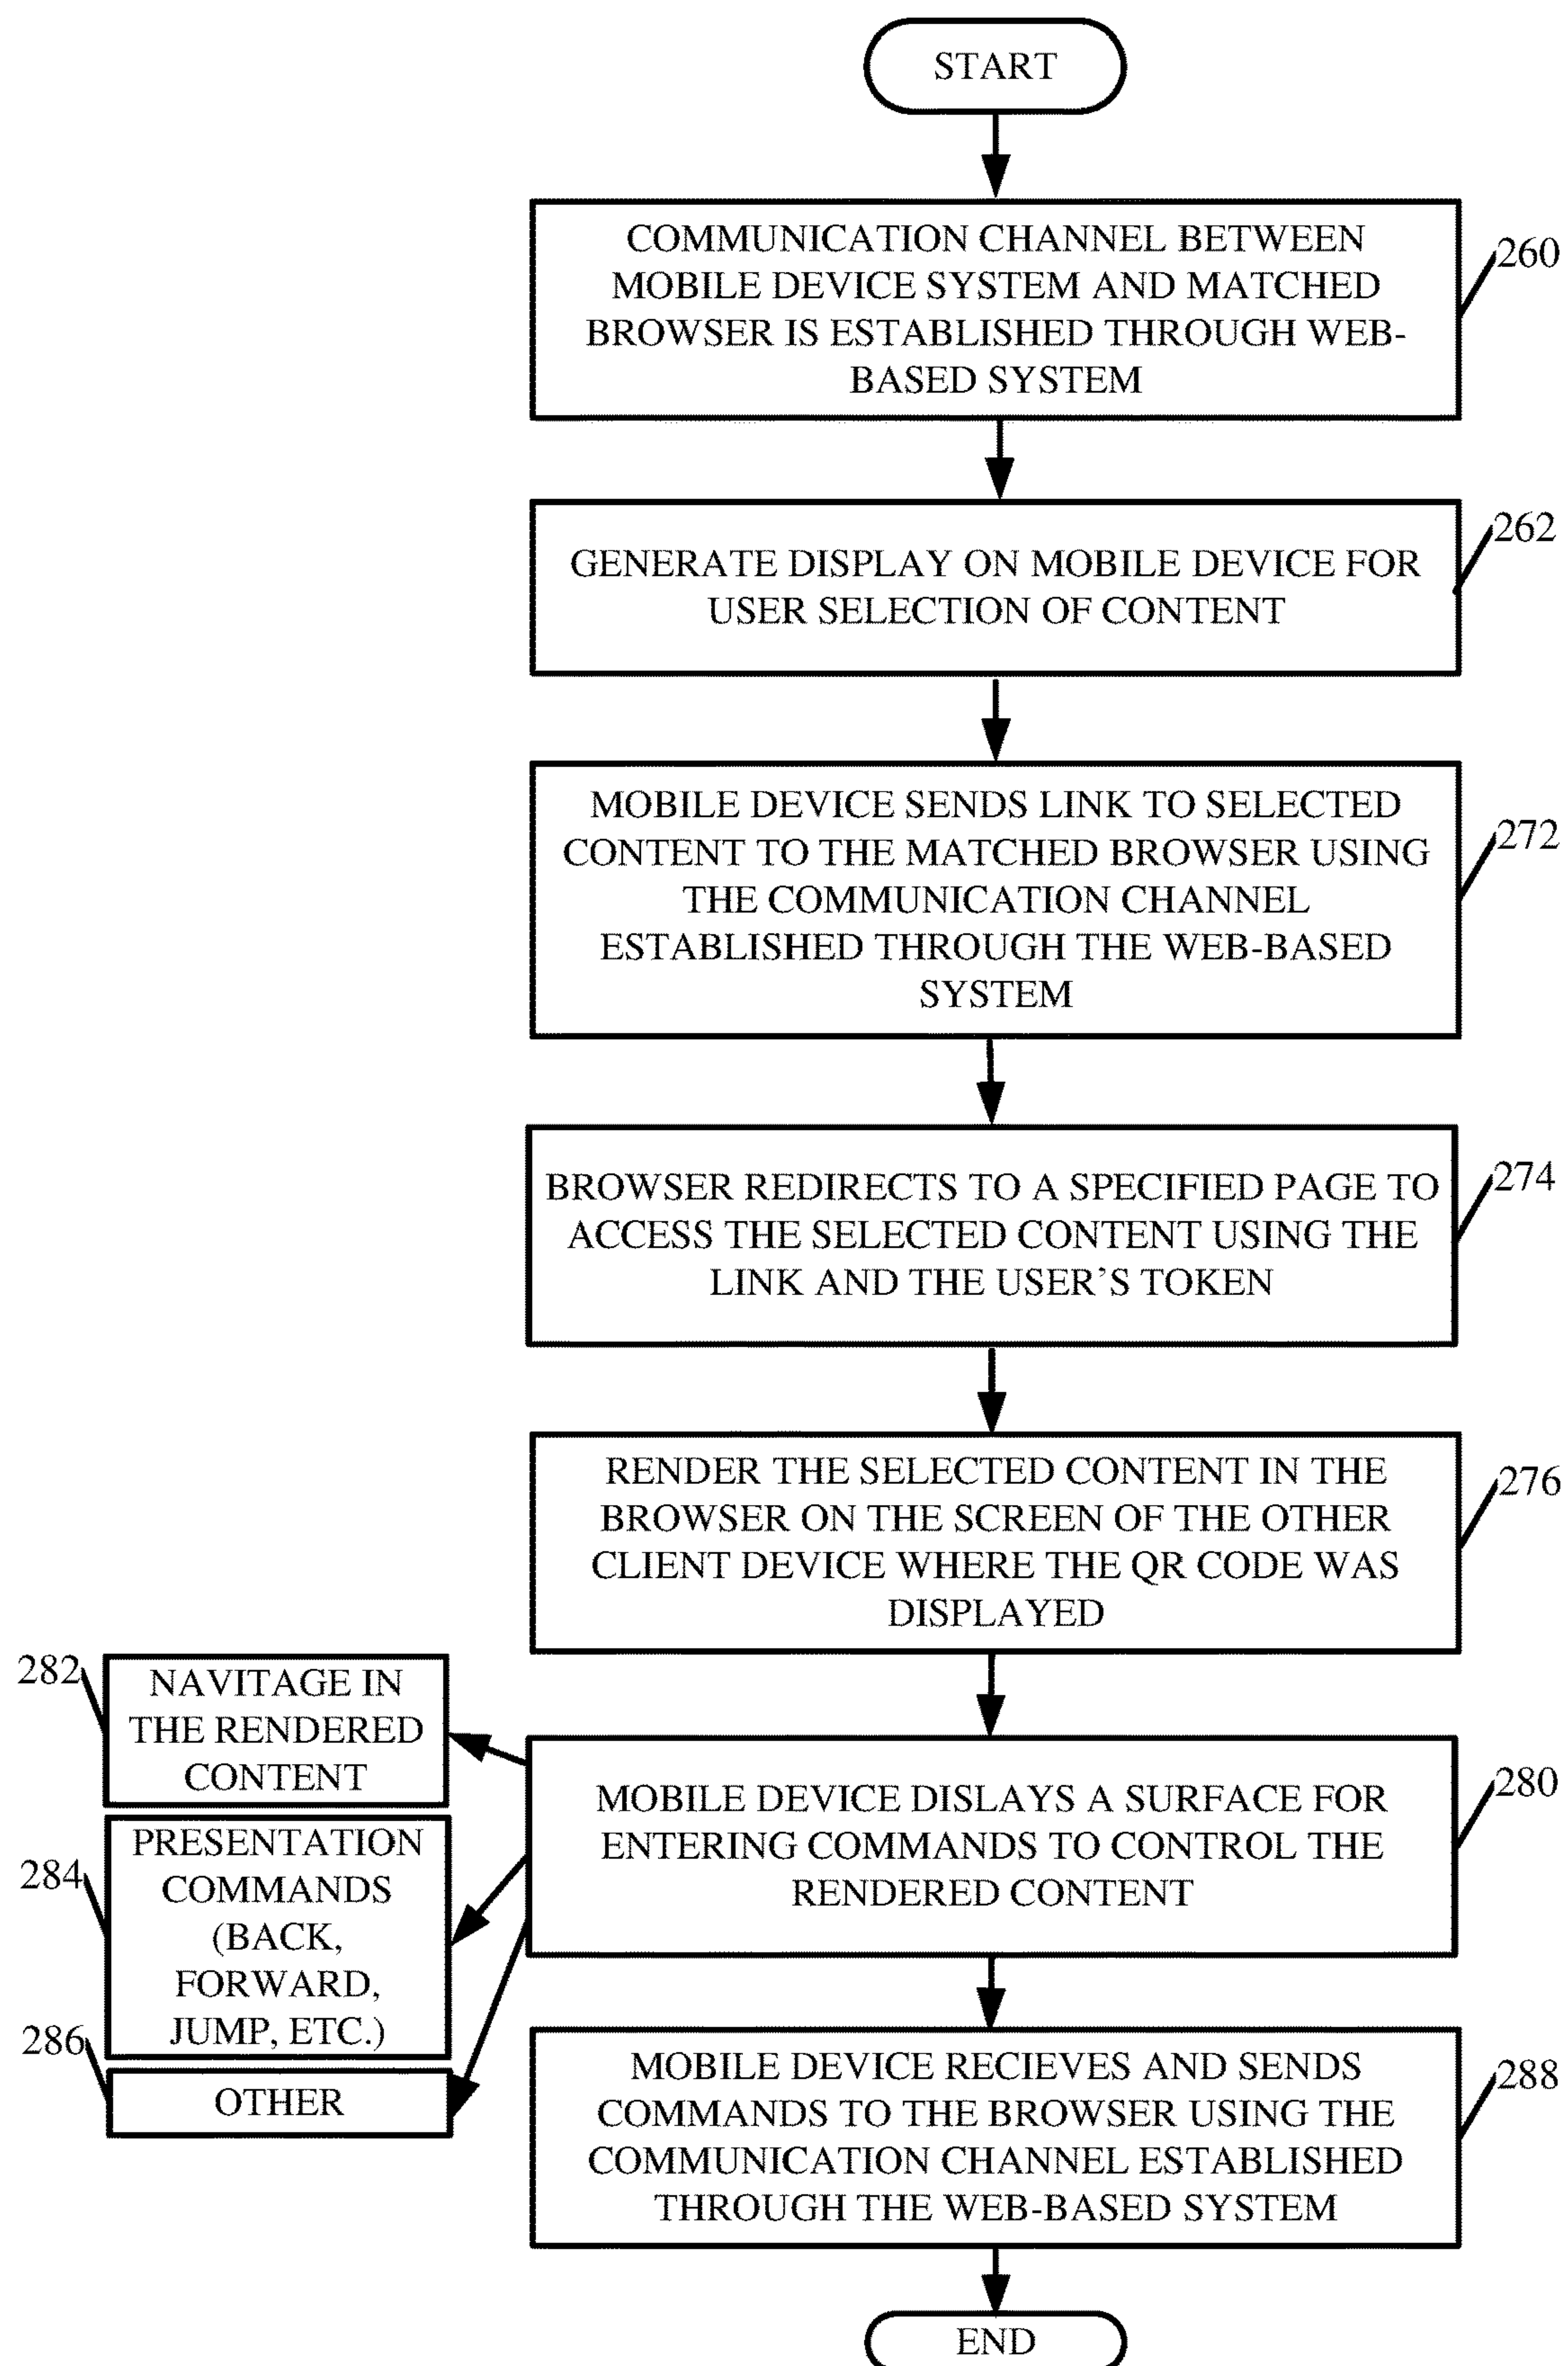 START
COMMUNICATION CHANNEL BETWEEN
MOBILE DEVICE SYSTEM AND MATCHED
BROWSER IS ESTABLISHED THROUGH WEB-
BASED SYSTEM
260
GENERATE DISPLAY ON MOBILE DEVICE FOR
USER SELECTION OF CONTENT
262
MOBILE DEVICE SENDS LINK TO SELECTED
CONTENT TO THE MATCHED BROWSER USING
THE COMMUNICATION CHANNEL
ESTABLISHED THROUGH THE WEB-BASED
SYSTEM
272
BROWSER REDIRECTS TO A SPECIFIED PAGE TO
ACCESS THE SELECTED CONTENT USING THE
LINK AND THE USER'S TOKEN
274
RENDER THE SELECTED CONTENT IN THE
BROWSER ON THE SCREEN OF THE OTHER
CLIENT DEVICE WHERE THE QR CODE WAS
DISPLAYED
276
MOBILE DEVICE DISLAYS A SURFACE FOR
ENTERING COMMANDS TO CONTROL THE
RENDERED CONTENT
280
282
NAVITAGE IN
THE RENDERED
CONTENT
284
PRESENTATION
COMMANDS
(BACK,
FORWARD,
JUMP, ETC.)
286
OTHER
MOBILE DEVICE RECIEVES AND SENDS
COMMANDS TO THE BROWSER USING THE
COMMUNICATION CHANNEL ESTABLISHED
THROUGH THE WEB-BASED SYSTEM
288
END